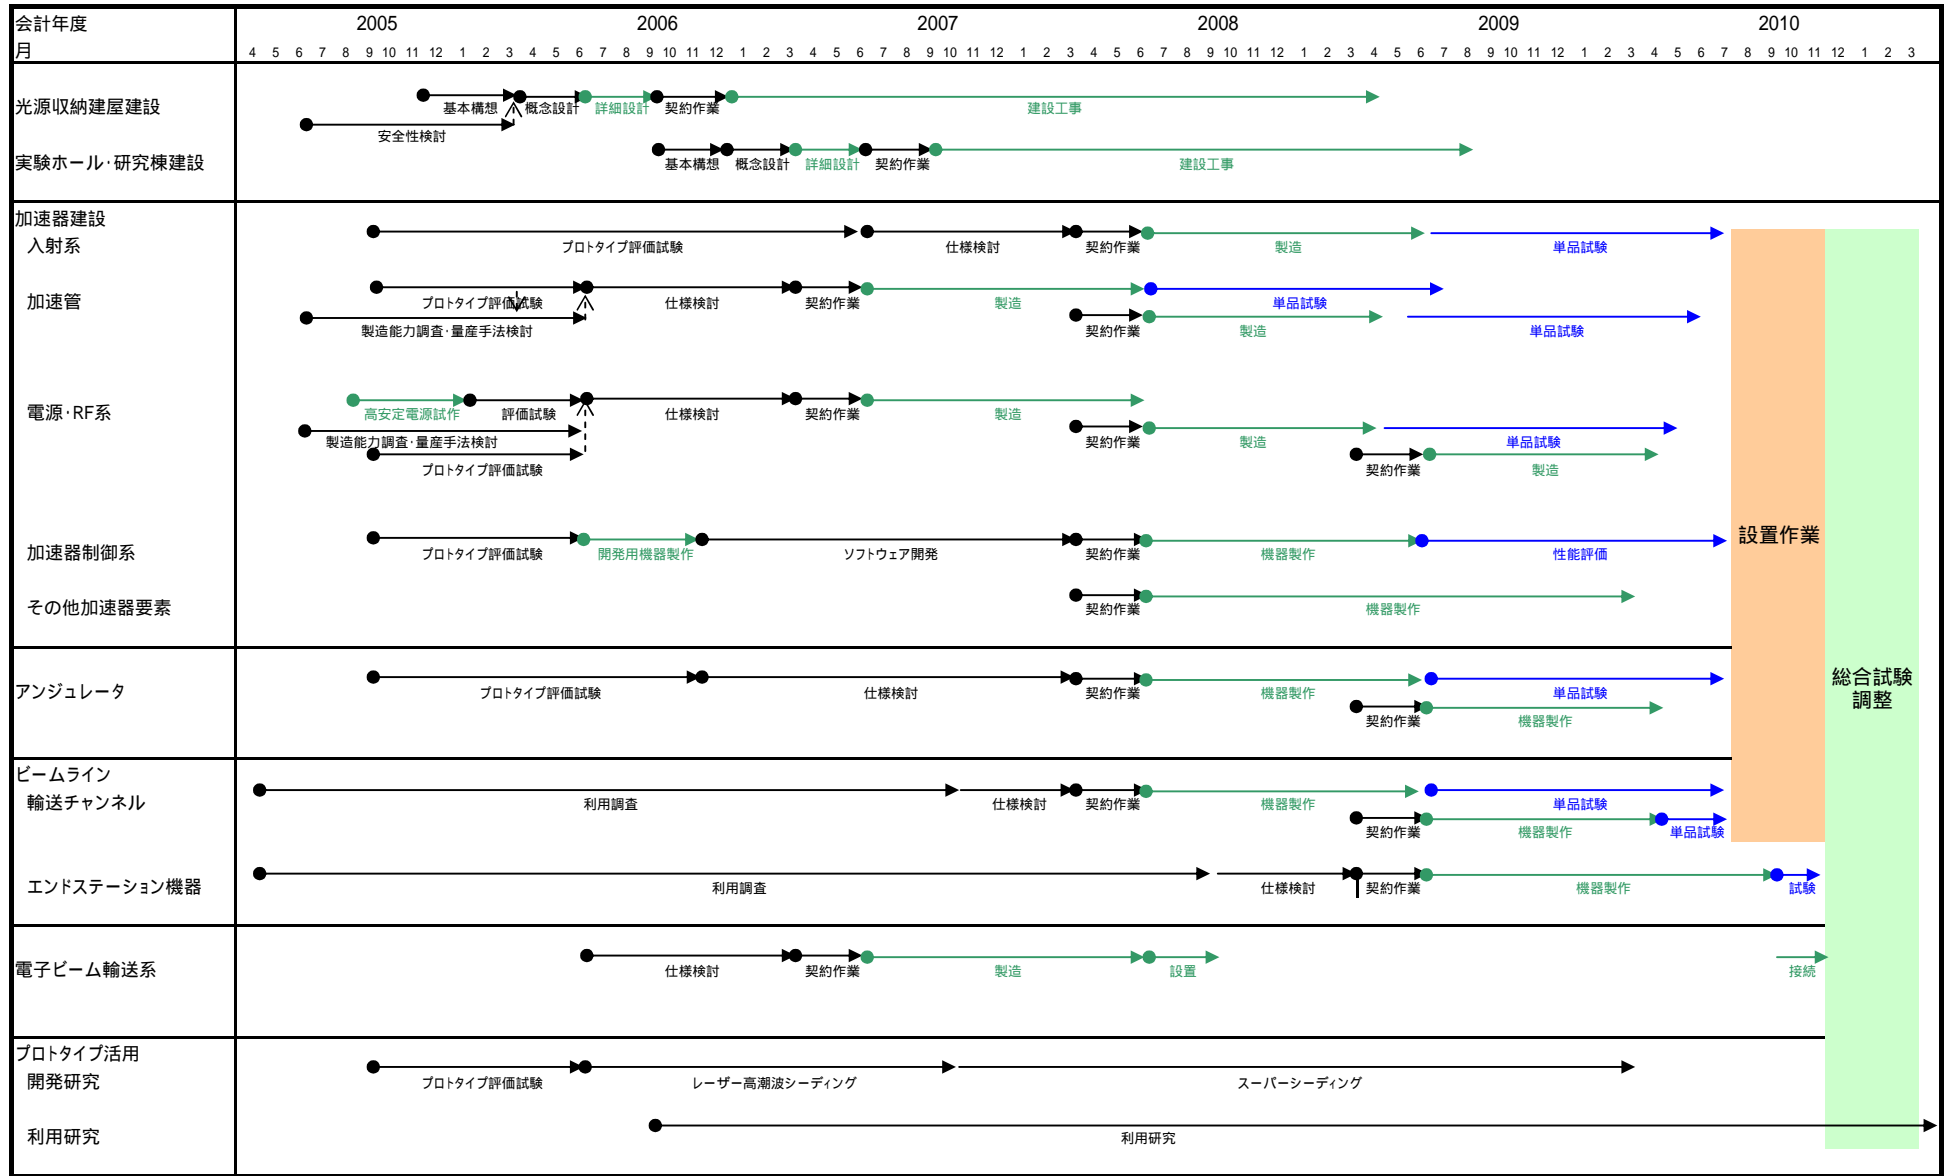 会計年度 2005 2006 2007 2008 2009 2010
月 4 5 6 7 8 9 10 11 12 1 2 3 4 5 6 7 8 9 10 11 12 1 2 3 4 5 6 7 8 9 10 11 12 1 2 3 4 5 6 7 8 9 10 11 12 1 2 3 4 5 6 7 8 9 10 11 12 1 2 3 4 5 6 7 8 9 10 11 12 1 2 3
光源収納建屋建設
基本構想 概念設計 詳細設計 契約作業 建設工事
安全性検討
実験ホール・研究棟建設
基本構想 概念設計 詳細設計 契約作業 建設工事
加速器建設
入射系
プロトタイプ評価試験 仕様検討 契約作業 製造 単品試験
加速管
プロトタイプ評価試験 仕様検討 契約作業 製造 単品試験
製造能力調査・量産手法検討 契約作業 製造 単品試験
電源・RF系
高安定電源試作 評価試験 仕様検討 契約作業 製造
製造能力調査・量産手法検討 契約作業 製造 単品試験
プロトタイプ評価試験 契約作業 製造
設置作業
加速器制御系
プロトタイプ評価試験 開発用機器製作 ソフトウェア開発 契約作業 機器製作 性能評価
その他加速器要素
契約作業 機器製作
総合試験
調整
アンジュレータ
プロトタイプ評価試験 仕様検討 契約作業 機器製作 単品試験
契約作業 機器製作
ビームライン
輸送チャンネル
利用調査 仕様検討 契約作業 機器製作 単品試験
契約作業 機器製作 単品試験
エンドステーション機器
利用調査 仕様検討 契約作業 機器製作 試験
電子ビーム輸送系
仕様検討 契約作業 製造 設置 接続
プロトタイプ活用
開発研究
プロトタイプ評価試験 レーザー高潮波シーディング スーパーシーディング
利用研究
利用研究